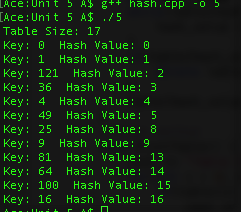 [Ace:Unit 5 A$ g++ hash.cpp -o 5
[Ace:Unit 5 A$ ./5
Table Size: 17
Key: 0 Hash Value: 0
Key: 1 Hash Value: 1
Key: 121 Hash Value: 2
Key: 36 Hash Value: 3
Key: 4 Hash Value: 4
Key: 49 Hash Value: 5
Key: 25 Hash Value: 8
Key: 9 Hash Value: 9
Key: 81 Hash Value: 13
Key: 64 Hash Value: 14
Key: 100 Hash Value: 15
Key: 16 Hash Value: 16
[Ace:Unit 5 A$